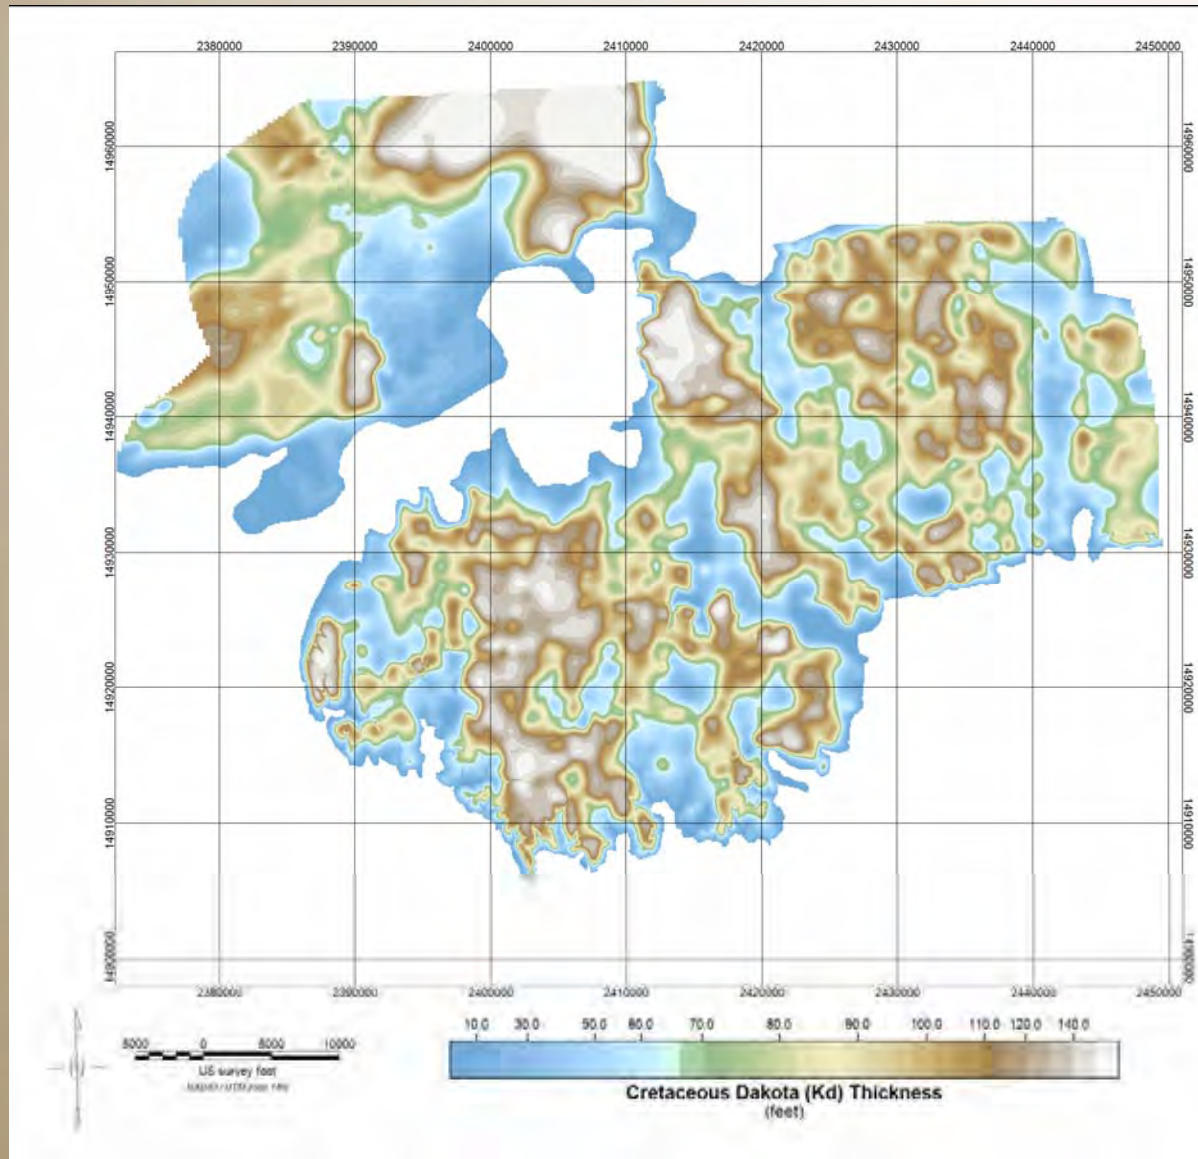 2380000 2390000 2400000 2410000 2420000 2430000 2440000 2450000
14960000 14960000
14950000 14950000
14940000 14940000
14930000 14930000
14920000 14920000
14910000 14910000
14900000
2380000 2390000 2400000 2410000 2420000 2430000 2440000 2450000
10.0 30.0 50.0 60.0 70.0 80.0 90.0 100.0 110.0 120.0 140.0
5000 0 5000 10000
US survey feet
Cretaceous Dakota (Kd) Thickness
(feet)